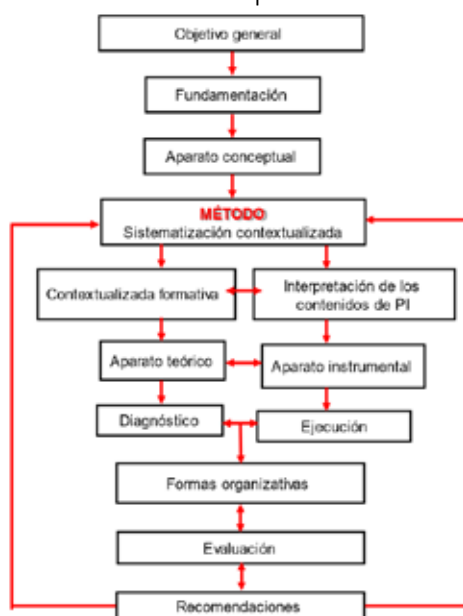 Objetivo general
Fundamentación
Aparato conceptual
MÉTODO
Sistematización contextualizada
Contextualizada formativa
Interpretación de los
contenidos de PI
Aparato teórico
Aparato instrumental
Diagnóstico
Ejecución
Formas organizativas
Evaluación
Recomendaciones